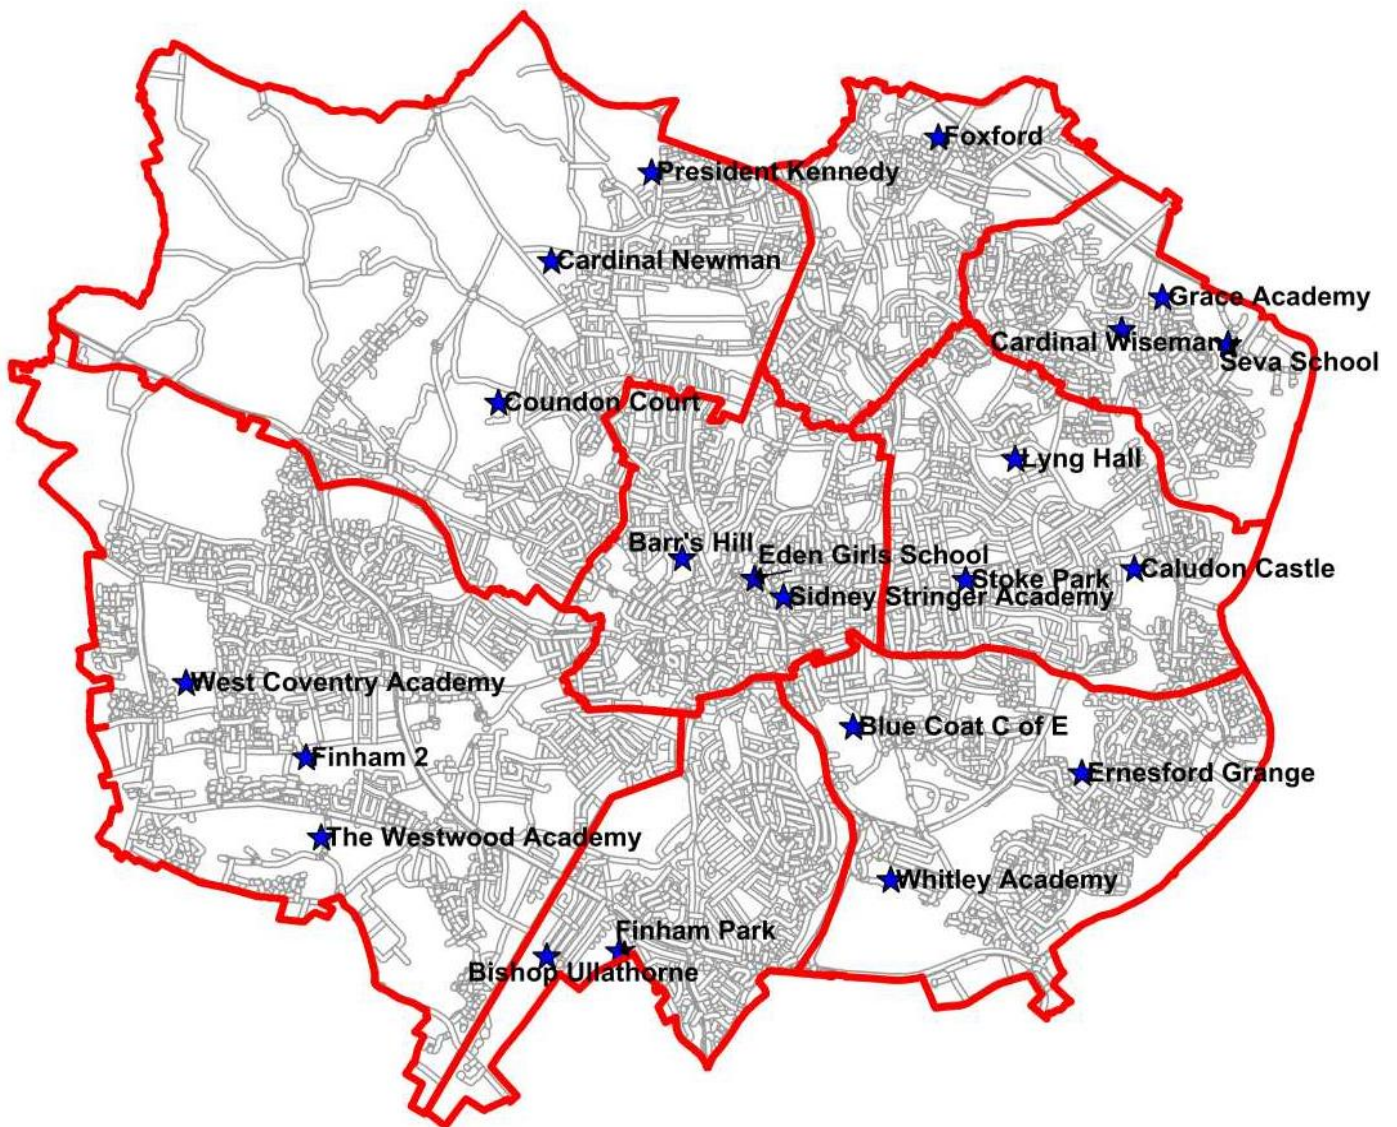 Foxford
President Kennedy
Cardinal Newman
Grace Academy
Cardinal Wiseman
Seva School
Coundon Court
Lyng Hall
Barr's Hill
Eden Girls School
Sidney Stringer Academy
Stoke Park
Caludon Castle
West Coventry Academy
Blue Coat C of E
Finham 2
Ernesford Grange
The Westwood Academy
Whitley Academy
Finham Park
Bishop Ullathorne